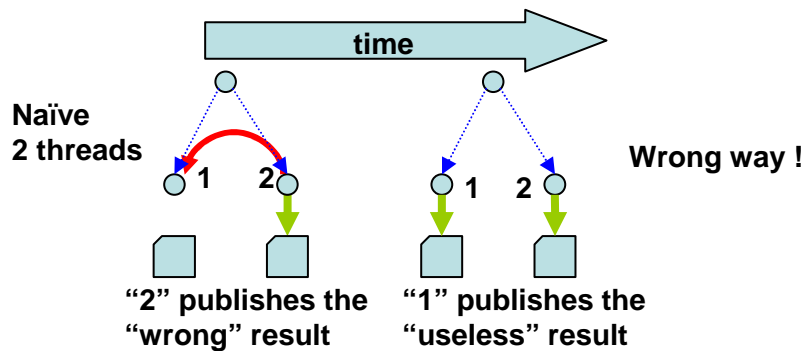 time
Naïve
2 threads
1
2
1
2
Wrong way !
“2” publishes the
“wrong” result
“1” publishes the
“useless” result